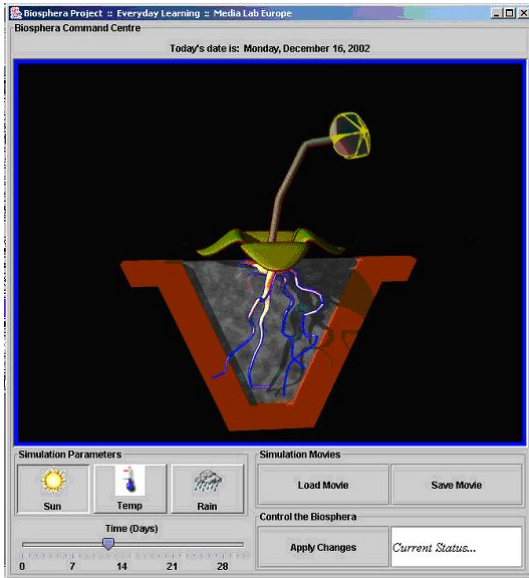 Biosphera Project :: Everyday Learning :: Media Lab Europe
Biosphera Command Centre
Today's date is: Monday, December 16, 2002
Simulation Parameters
Sun
Temp
Rain
Time (Days)
0 7 14 21 28
Simulation Movies
Load Movie
Save Movie
Control the Biosphera
Apply Changes
Current Status...